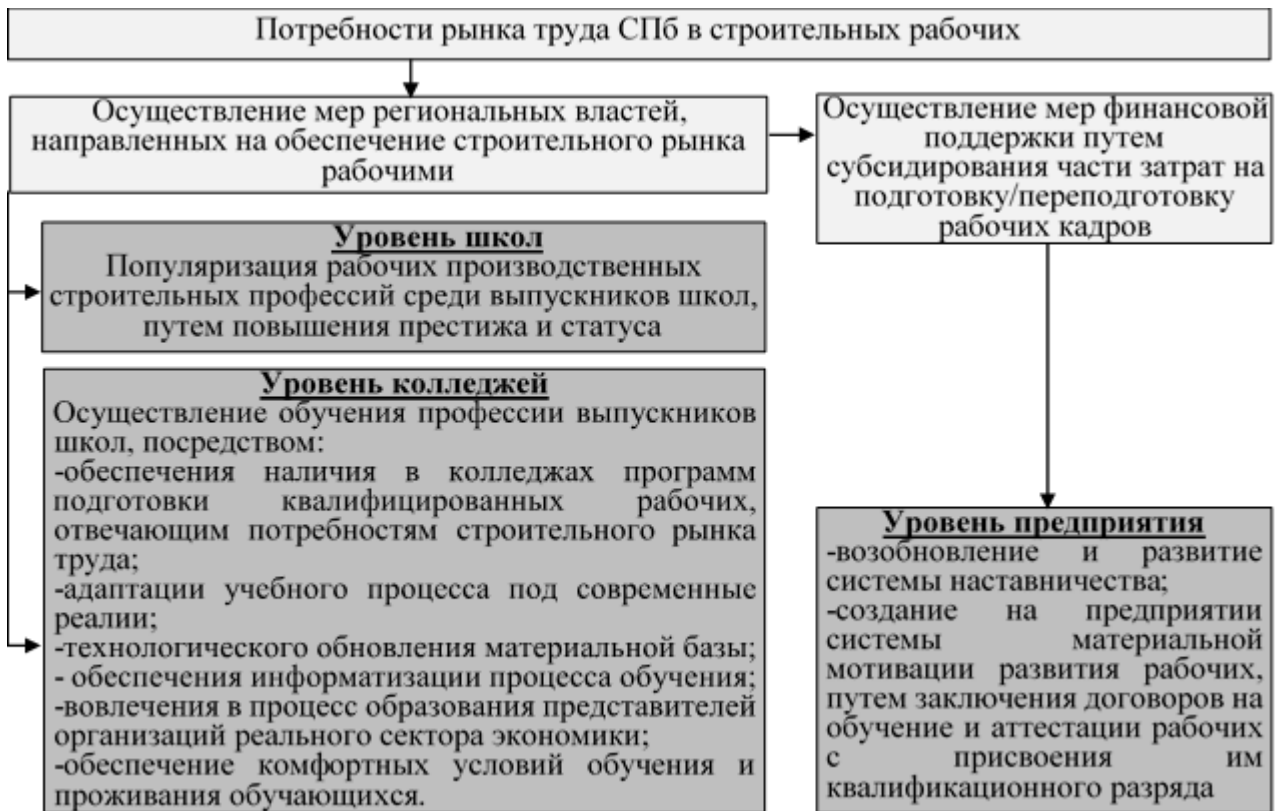 Потребности рынка труда СПб в строительных рабочих
Осуществление мер региональных властей,
направленных на обеспечение строительного рынка
рабочими
Осуществление мер финансовой
поддержки путем
субсидирования части затрат на
подготовку/переподготовку
рабочих кадров
Уровень школ
Популяризация рабочих производственных
строительных профессий среди выпускников школ,
путем повышения престижа и статуса
Уровень колледжей
Осуществление обучения профессии выпускников
школ, посредством:
-обеспечения наличия в колледжах программ
подготовки квалифицированных рабочих,
отвечающим потребностям строительного рынка
труда;
-адаптации учебного процесса под современные
реалии;
-технологического обновления материальной базы;
- обеспечения информатизации процесса обучения;
-вовлечения в процесс образования представителей
организаций реального сектора экономики;
-обеспечение комфортных условий обучения и
проживания обучающихся.
Уровень предприятия
-возобновление и развитие
системы наставничества;
-создание на предприятии
системы материальной
мотивации развития рабочих,
путем заключения договоров на
обучение и аттестации рабочих
с присвоения им
квалификационного разряда